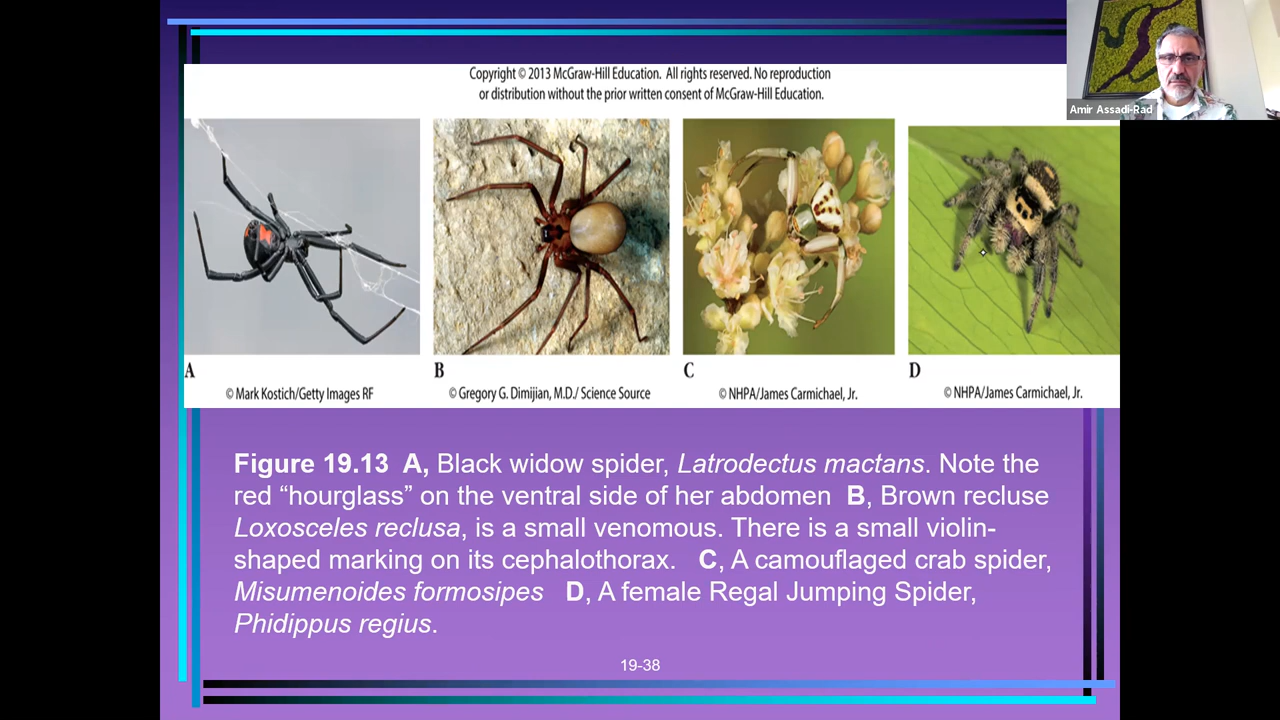 Copyright © 2013 McGraw-Hill Education. All rights reserved. No reproduction
or distribution without the prior written consent of McGraw-Hill Education.
Amir Assadi-Rad
A
B
C
D
© Mark Kostich/Getty Images RF
© Gregory G. Dimijian, M.D./ Science Source
© NHPA/James Carmichael, Jr.
© NHPA/James Carmichael, Jr.
Figure 19.13 A, Black widow spider, Latrodectus mactans. Note the
red “hourglass” on the ventral side of her abdomen B, Brown recluse
Loxosceles reclusa, is a small venomous. There is a small violin-
shaped marking on its cephalothorax. C, A camouflaged crab spider,
Misumenoides formosipes D, A female Regal Jumping Spider,
Phidippus regius.
19-38